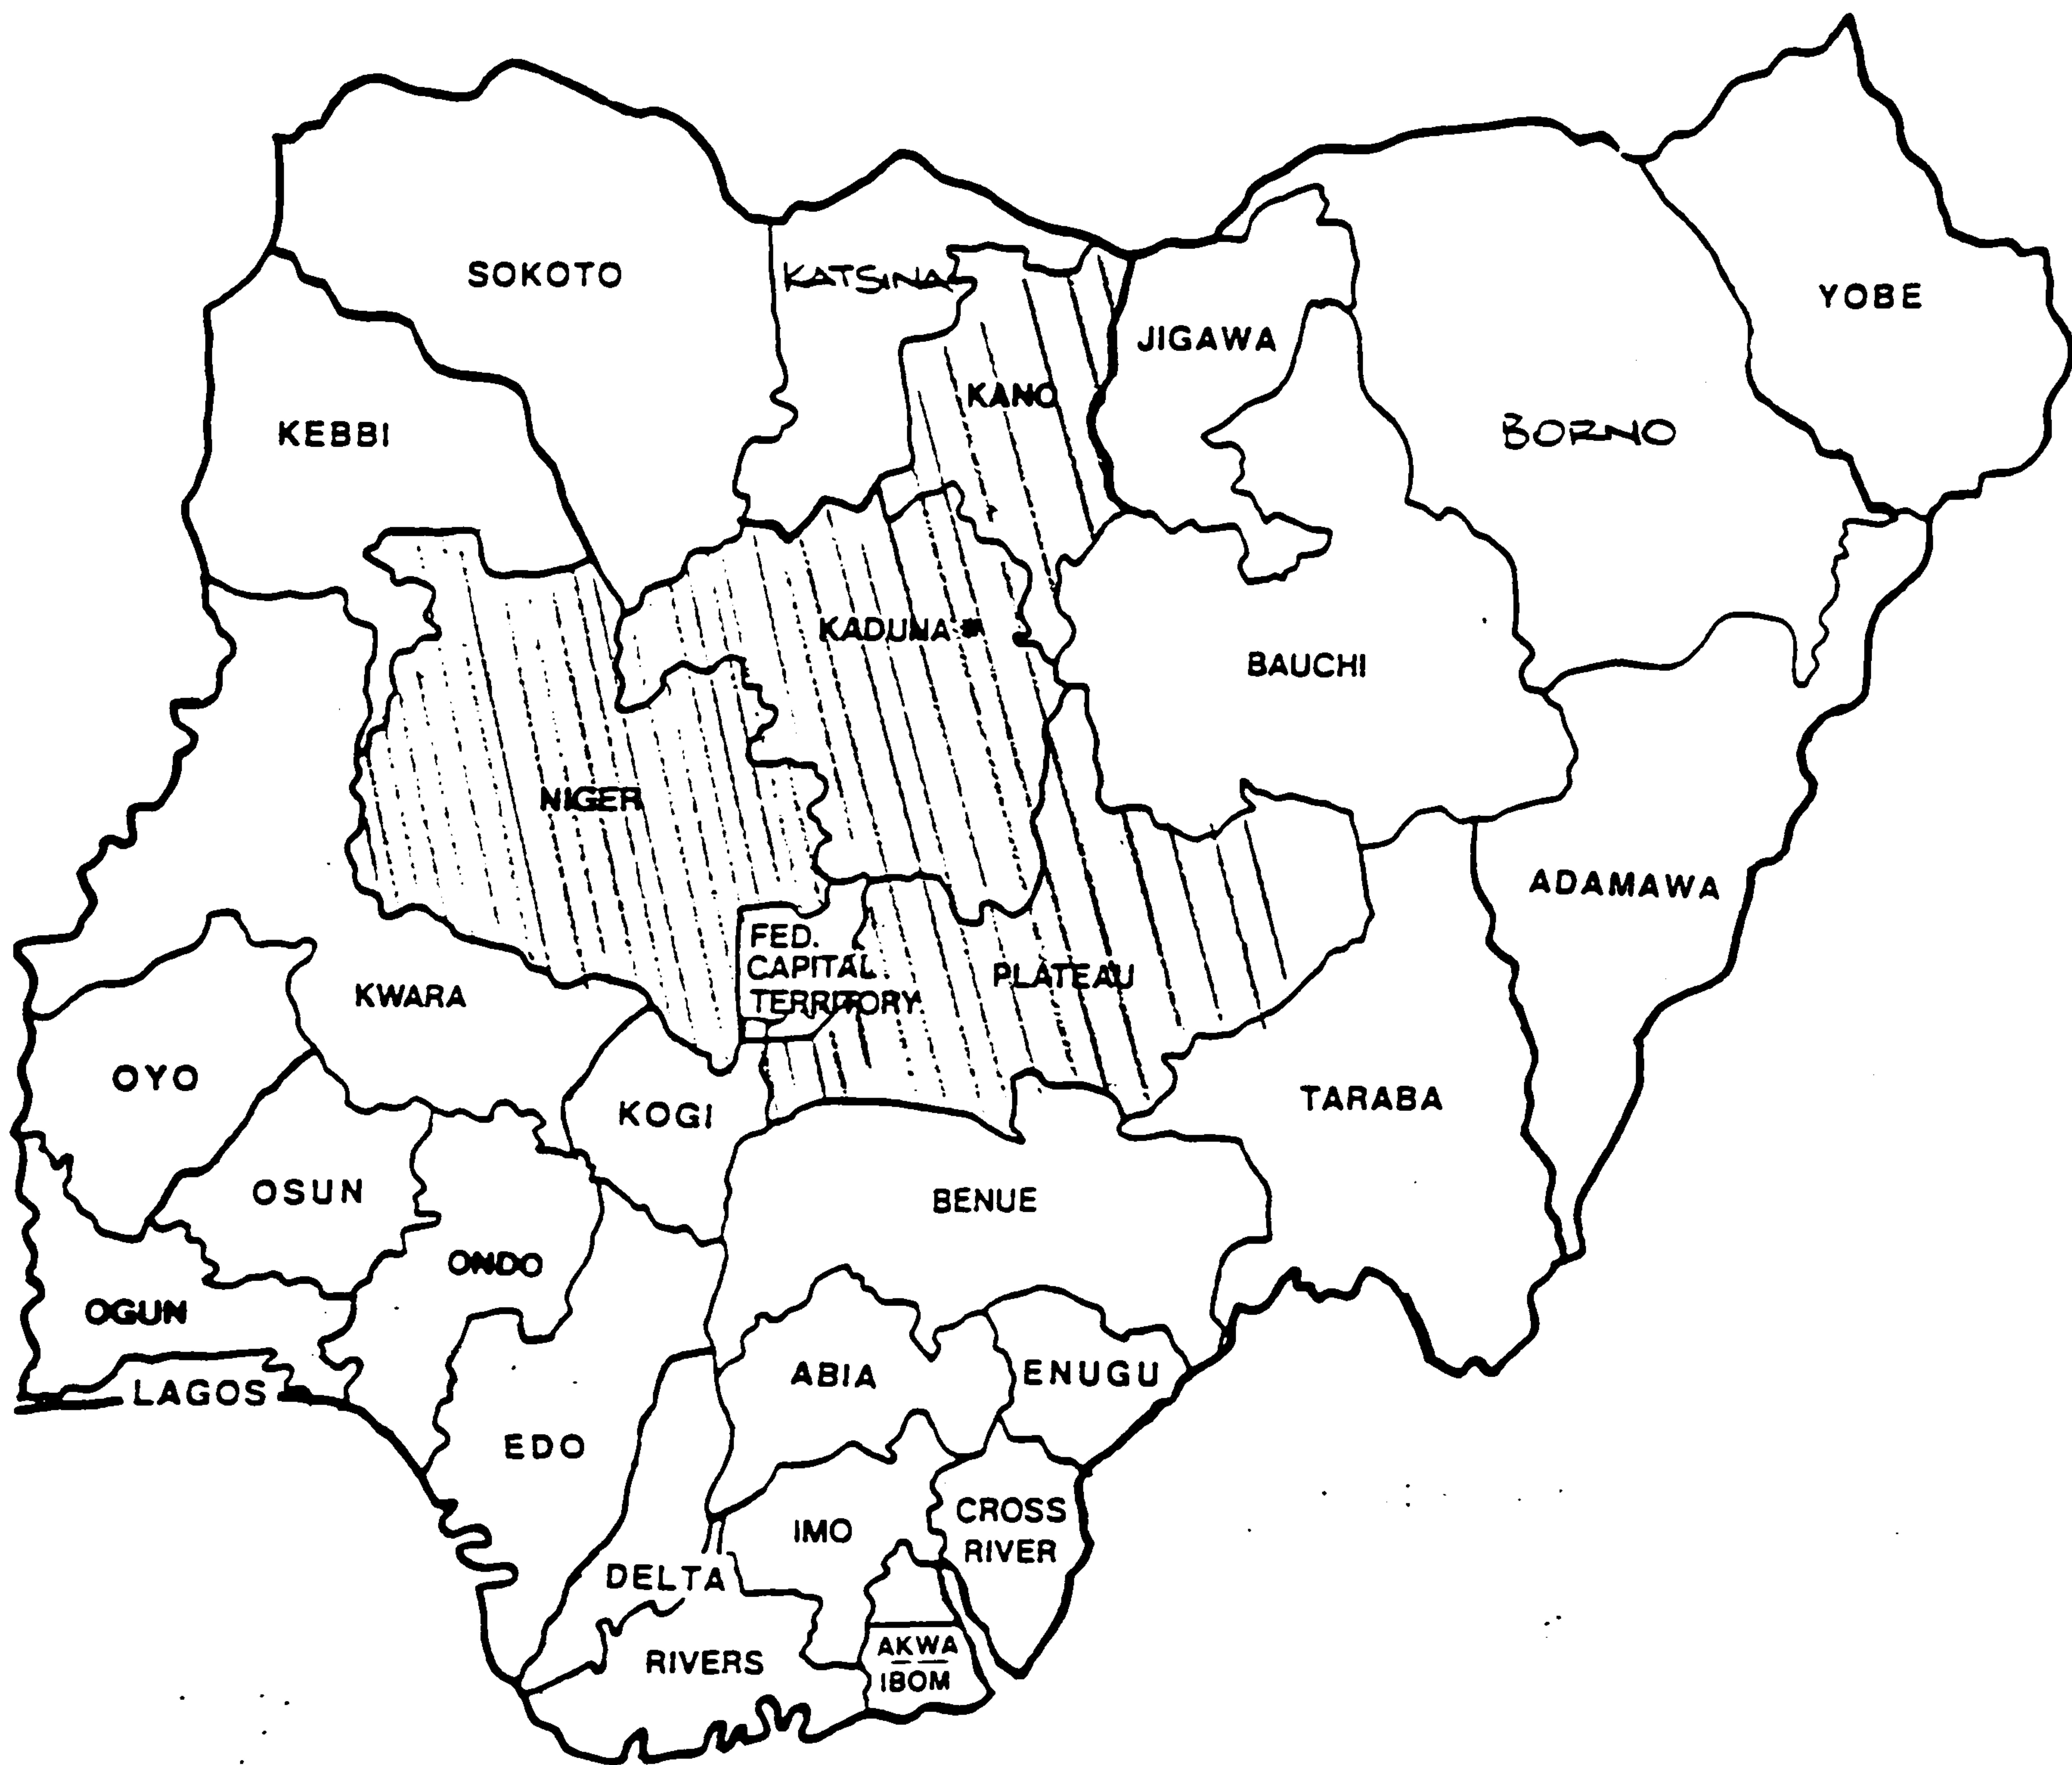 SOKOTO
KATSINA
YOBE
JIGAWA
KANO
KEBBI
BORNO
KADUNA
BAUCHI
NIGER
ADAMAWA
FED.
CAPITAL
TERRITORY
PLATEAU
KWARA
OYO
KOGI
TARABA
OSUN
BENUE
ONDO
OGUN
ABIA
ENUGU
LAGOS
EDO
CROSS
RIVER
IMO
DELTA
RIVERS
AKWA
IBOM